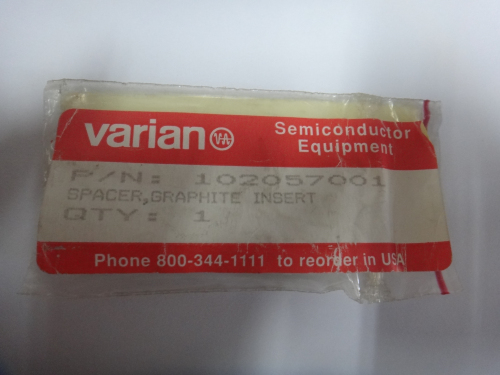 varian
Semiconductor
Equipment
P/N: 102057001
SPACER,GRAPHITE INSERT
QTY: 1
Phone 800-344-1111 to reorder in USA